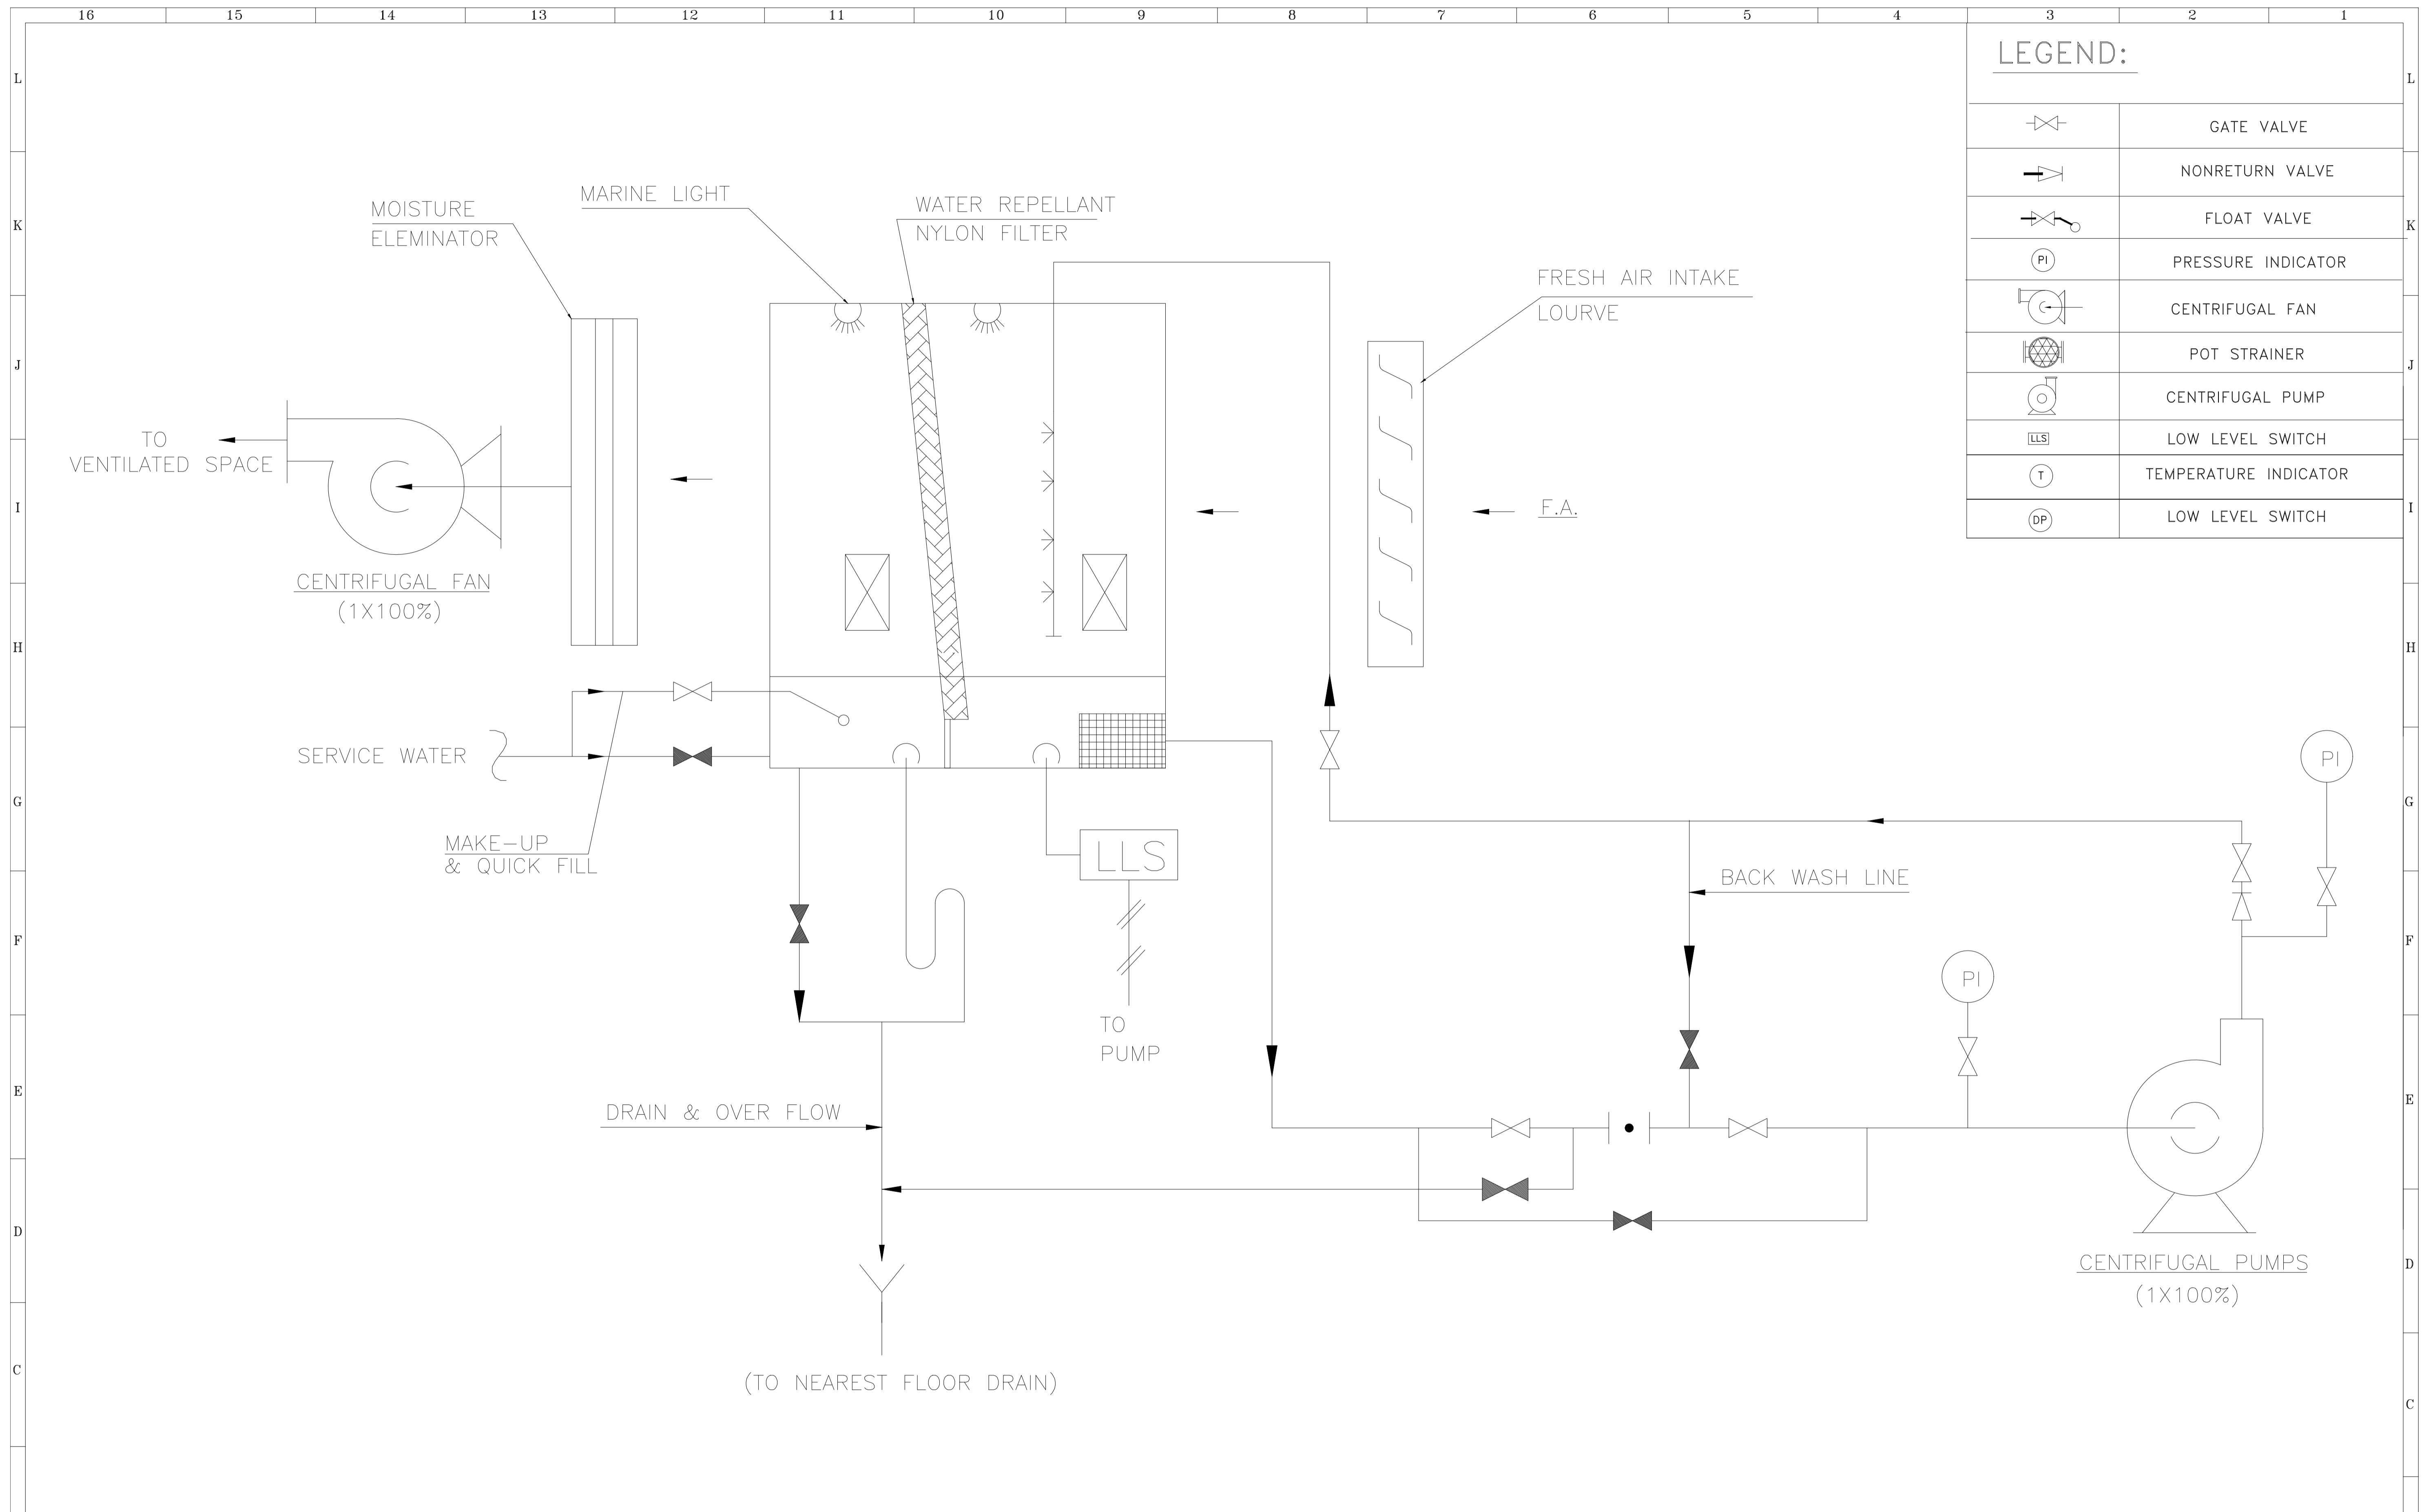 16 15 14 13 12 11 10 9 8 7 6 5 4 3 2 1
L
K
J
I
H
G
F
E
D
C
L
K
J
I
H
G
F
E
D
C
LEGEND:
GATE VALVE
NONRETURN VALVE
FLOAT VALVE
PI PRESSURE INDICATOR
CENTRIFUGAL FAN
POT STRAINER
CENTRIFUGAL PUMP
LLS LOW LEVEL SWITCH
T TEMPERATURE INDICATOR
DP LOW LEVEL SWITCH
MOISTURE
ELEMINATOR
MARINE LIGHT
WATER REPELLANT
NYLON FILTER
FRESH AIR INTAKE
LOURVE
TO
VENTILATED SPACE
F.A.
CENTRIFUGAL FAN
(1X100%)
SERVICE WATER
MAKE-UP
& QUICK FILL
LLS
TO
PUMP
BACK WASH LINE
PI
PI
DRAIN & OVER FLOW
CENTRIFUGAL PUMPS
(1X100%)
(TO NEAREST FLOOR DRAIN)